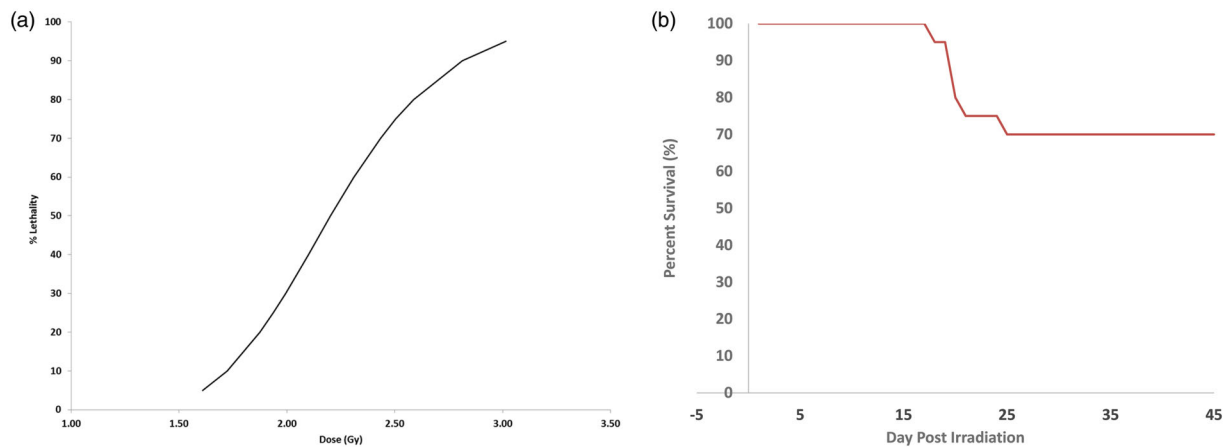 (a)
100
90
80
70
60
50
40
30
20
10
0
% Lethality
1.00 1.50 2.00 2.50 3.00 3.50
Dose (Gy)
(b)
100
90
80
70
60
50
40
30
20
10
0
Percent Survival (%)
-5 5 15 25 35 45
Day Post Irradiation